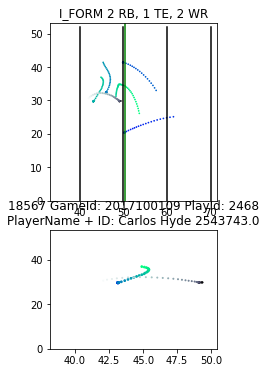 I_FORM 2 RB, 1 TE, 2 WR
50
40
30
20
10
0
40 50 60 70
18567 GameId: 2017100109 PlayId: 2468
PlayerName + ID: Carlos Hyde 2543743.0
40
20
0
40.0 42.5 45.0 47.5 50.0